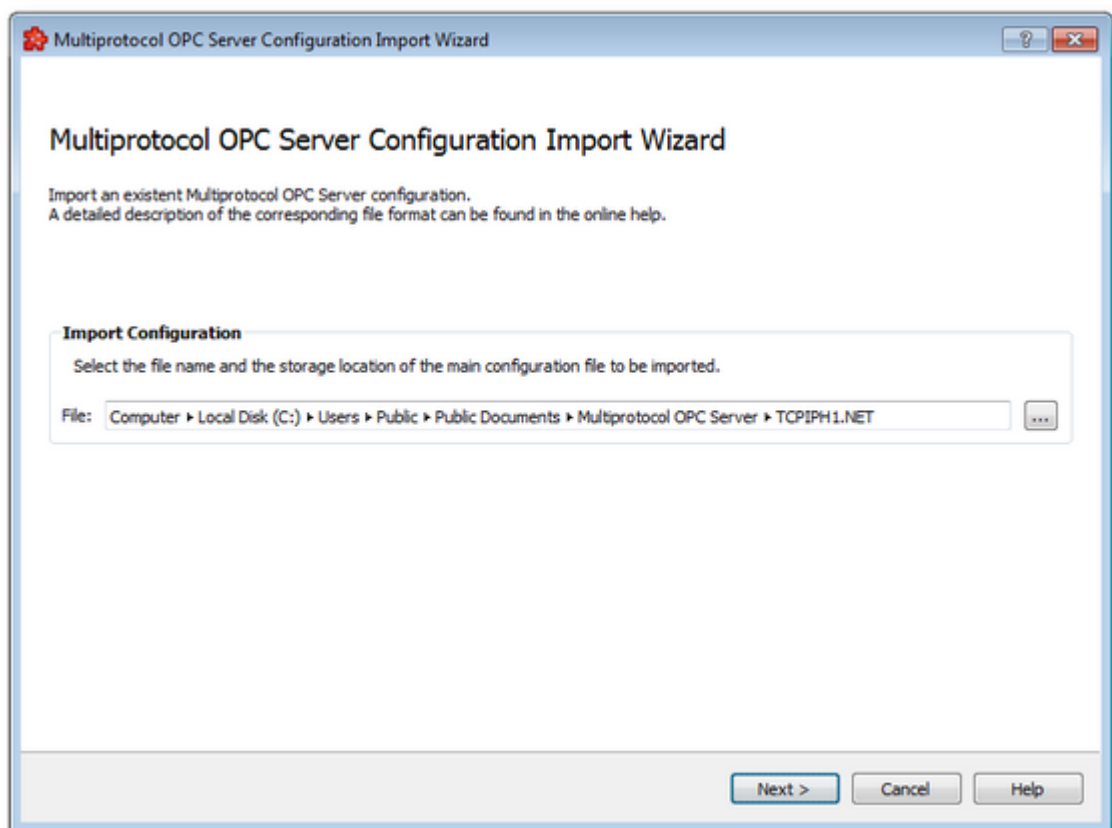 Multiprotocol OPC Server Configuration Import Wizard
Multiprotocol OPC Server Configuration Import Wizard
Import an existent Multiprotocol OPC Server configuration.
A detailed description of the corresponding file format can be found in the online help.
Import Configuration
Select the file name and the storage location of the main configuration file to be imported.
File: Computer ▸ Local Disk (C:) ▸ Users ▸ Public ▸ Public Documents ▸ Multiprotocol OPC Server ▸ TCPIPH1.NET ...
Next > Cancel Help